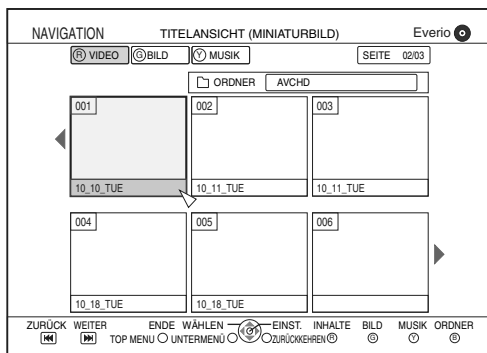 NAVIGATION TITELANSICHT (MINIATURBILD) Everio
R VIDEO G BILD Y MUSIK SEITE 02/03
ORDNER AVCHD
001 002 003
10_10_TUE 10_11_TUE 10_11_TUE
004 005 006
10_18_TUE 10_18_TUE
ZURÜCK WEITER ENDE WÄHLEN EINST. INHALTE BILD MUSIK ORDNER
TOP MENU UNTERMENÜ ZURÜCKKEHREN R G Y B